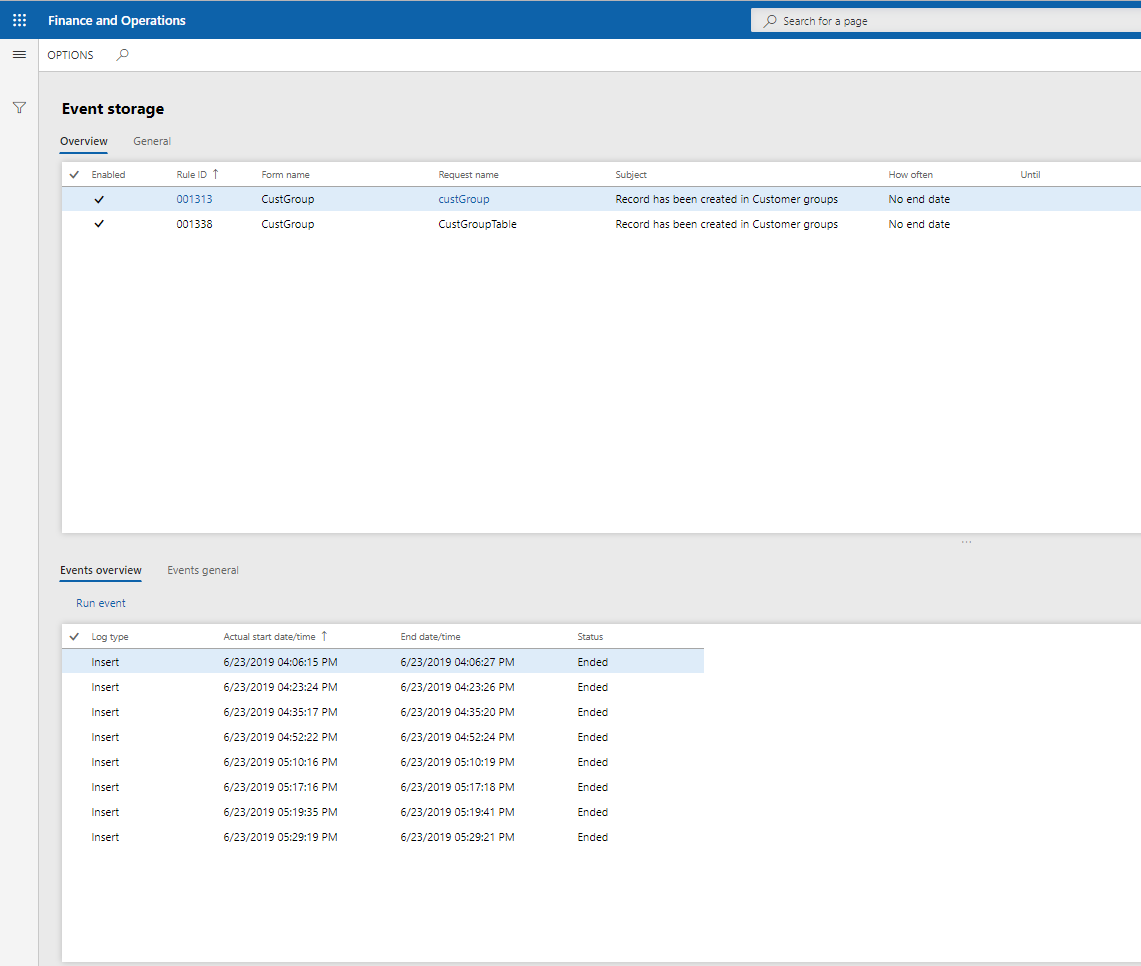 Finance and Operations Search for a page
OPTIONS
Event storage
Overview General
Enabled Rule ID ↑ Form name Request name Subject How often Until
001313 CustGroup custGroup Record has been created in Customer groups No end date
001338 CustGroup CustGroupTable Record has been created in Customer groups No end date
...
Events overview Events general
Run event
Log type Actual start date/time ↑ End date/time Status
Insert 6/23/2019 04:06:15 PM 6/23/2019 04:06:27 PM Ended
Insert 6/23/2019 04:23:24 PM 6/23/2019 04:23:26 PM Ended
Insert 6/23/2019 04:35:17 PM 6/23/2019 04:35:20 PM Ended
Insert 6/23/2019 04:52:22 PM 6/23/2019 04:52:24 PM Ended
Insert 6/23/2019 05:10:16 PM 6/23/2019 05:10:19 PM Ended
Insert 6/23/2019 05:17:16 PM 6/23/2019 05:17:18 PM Ended
Insert 6/23/2019 05:19:35 PM 6/23/2019 05:19:41 PM Ended
Insert 6/23/2019 05:29:19 PM 6/23/2019 05:29:21 PM Ended